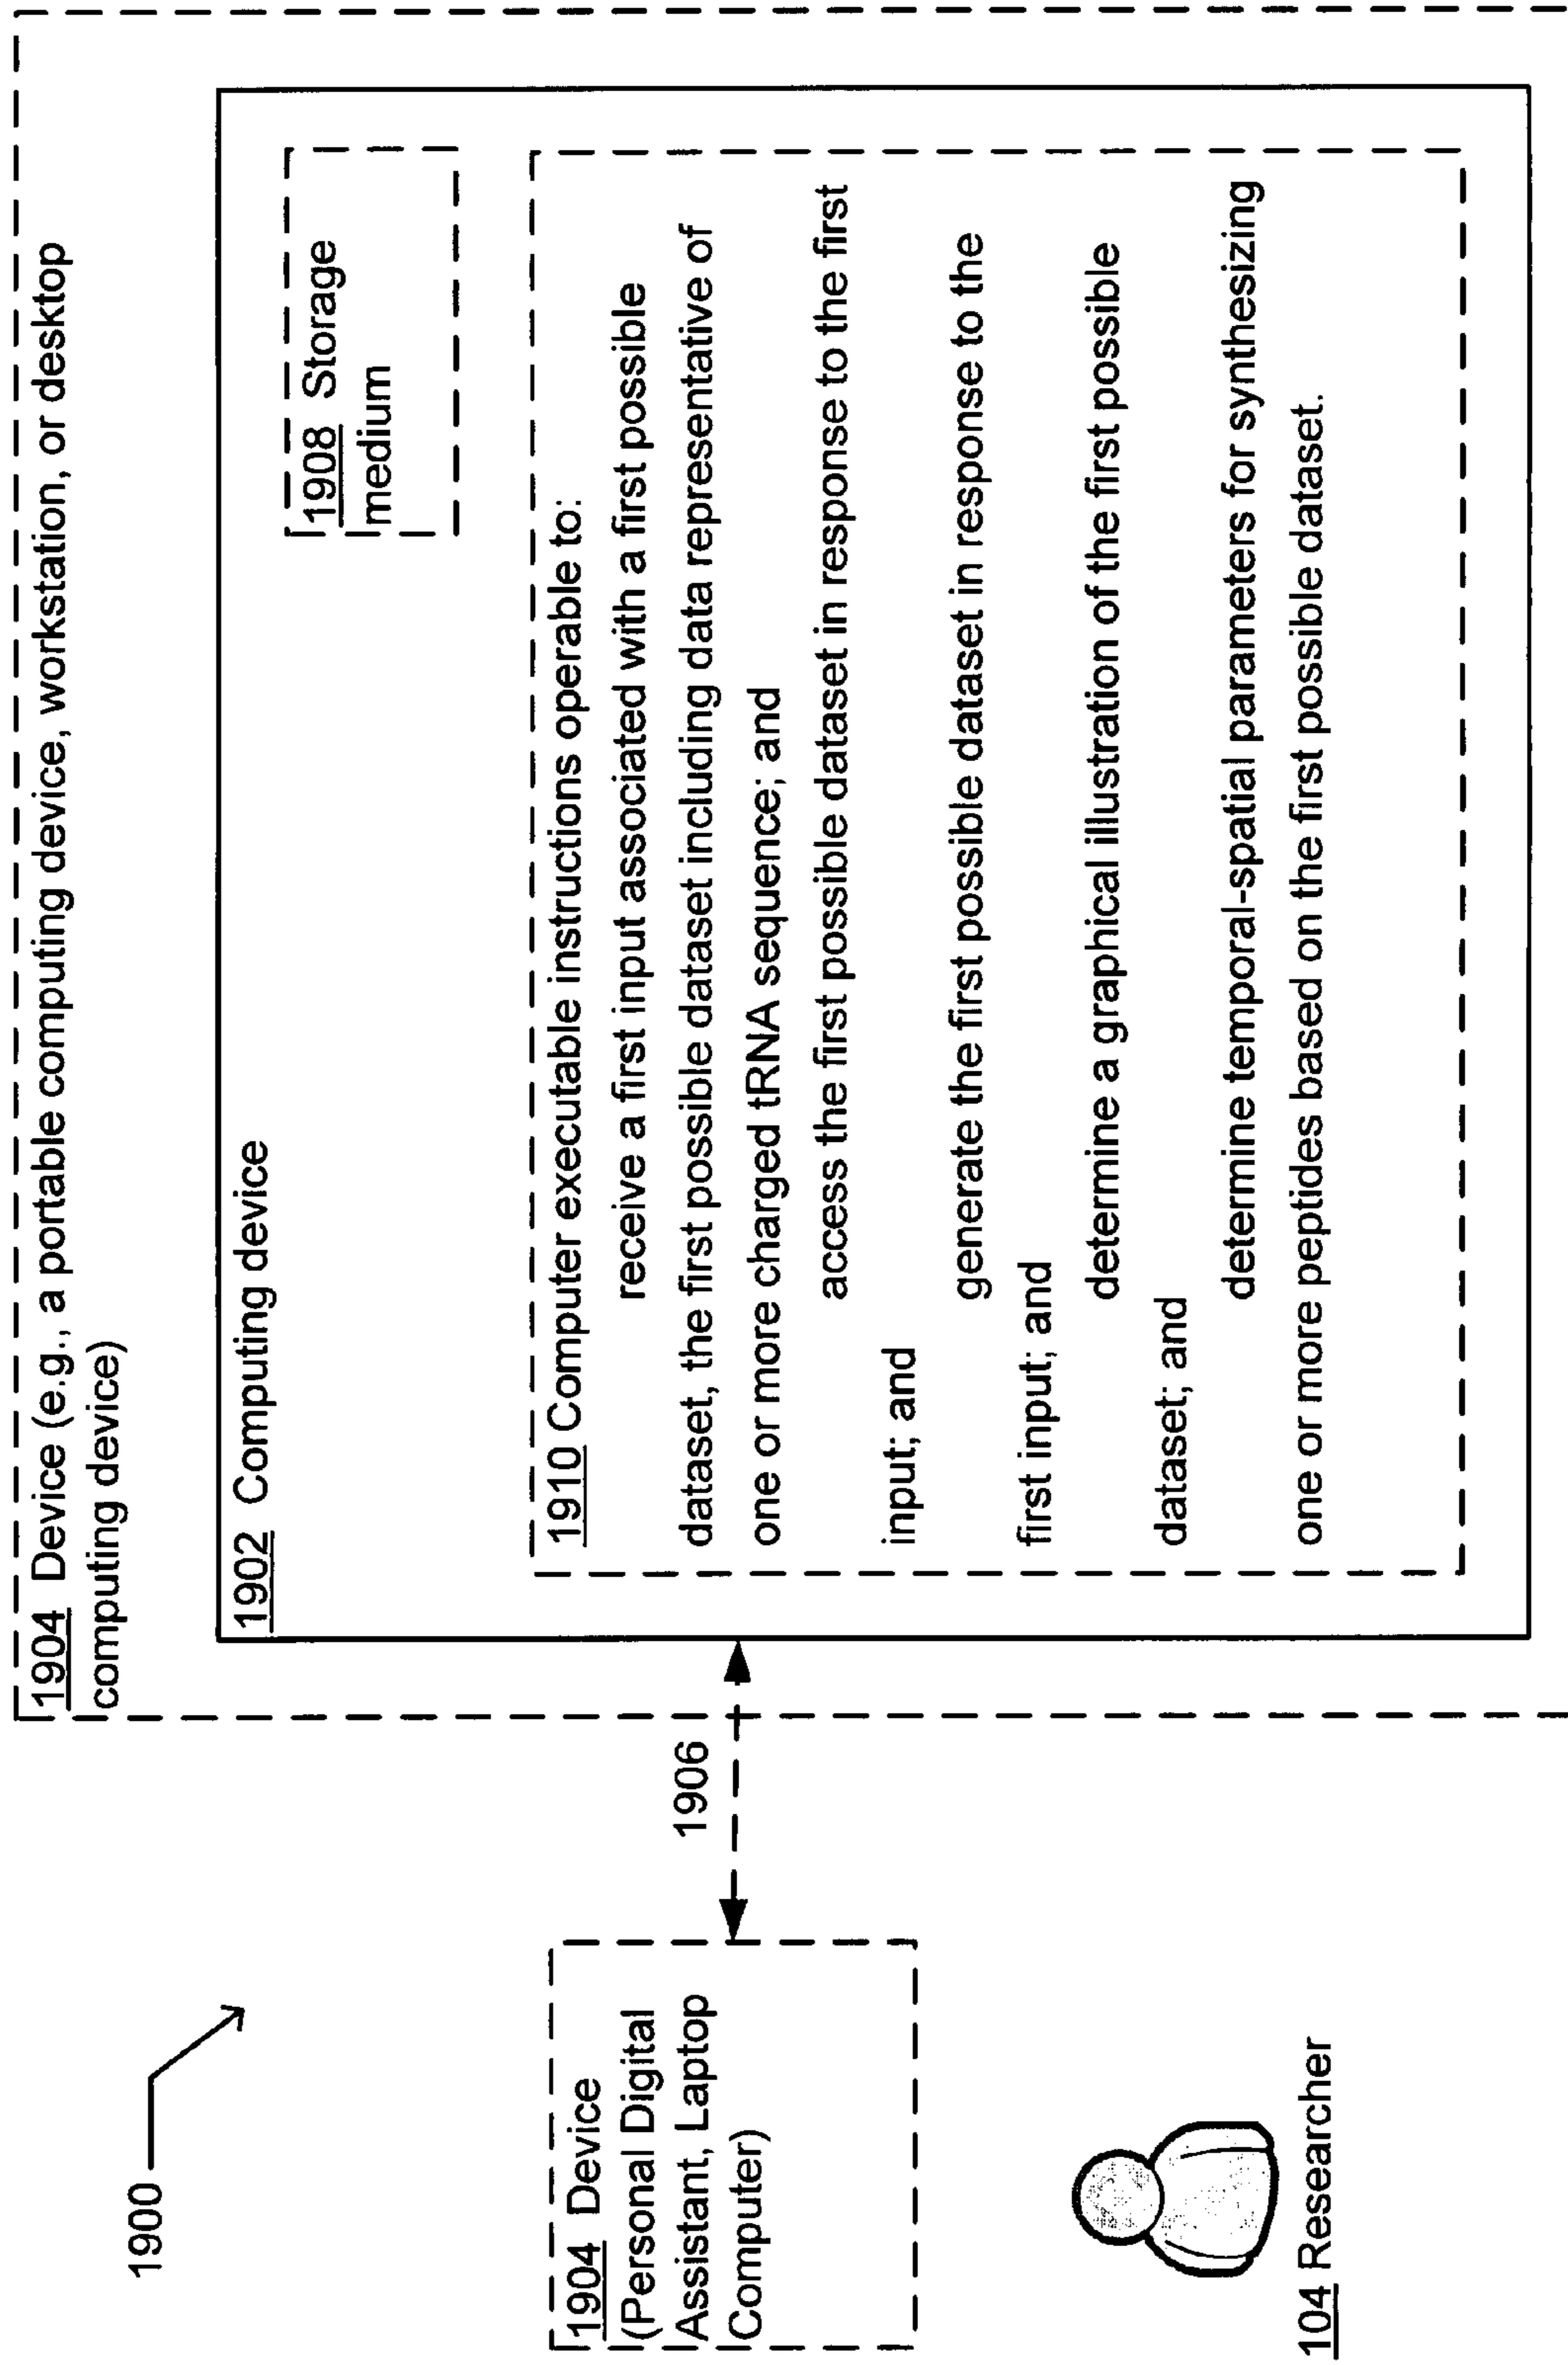 1900
1904 Device (e.g., a portable computing device, workstation, or desktop
computing device)
1902 Computing device
1908 Storage
medium
1904 Device
(Personal Digital
Assistant, Laptop
Computer)
1906
1910 Computer executable instructions operable to:
receive a first input associated with a first possible
dataset, the first possible dataset including data representative of
one or more charged tRNA sequence; and
access the first possible dataset in response to the first
input; and
generate the first possible dataset in response to the
first input; and
determine a graphical illustration of the first possible
dataset; and
determine temporal-spatial parameters for synthesizing
one or more peptides based on the first possible dataset.
104 Researcher